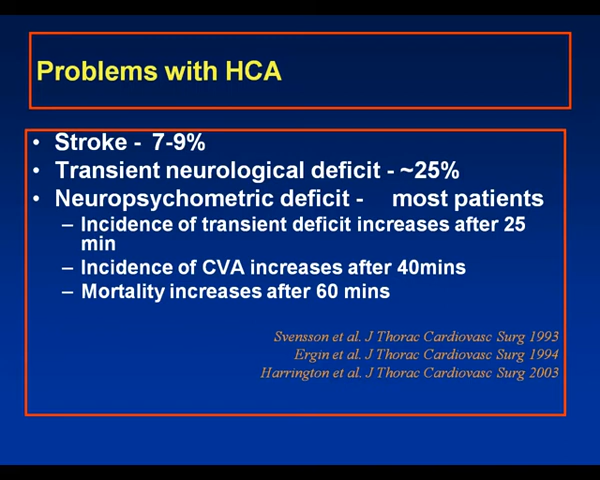 Problems with HCA
• Stroke - 7-9%
• Transient neurological deficit - ~25%
• Neuropsychometric deficit - most patients
– Incidence of transient deficit increases after 25
min
– Incidence of CVA increases after 40mins
– Mortality increases after 60 mins
Svensson et al. J Thorac Cardiovasc Surg 1993
Ergin et al. J Thorac Cardiovasc Surg 1994
Harrington et al. J Thorac Cardiovasc Surg 2003